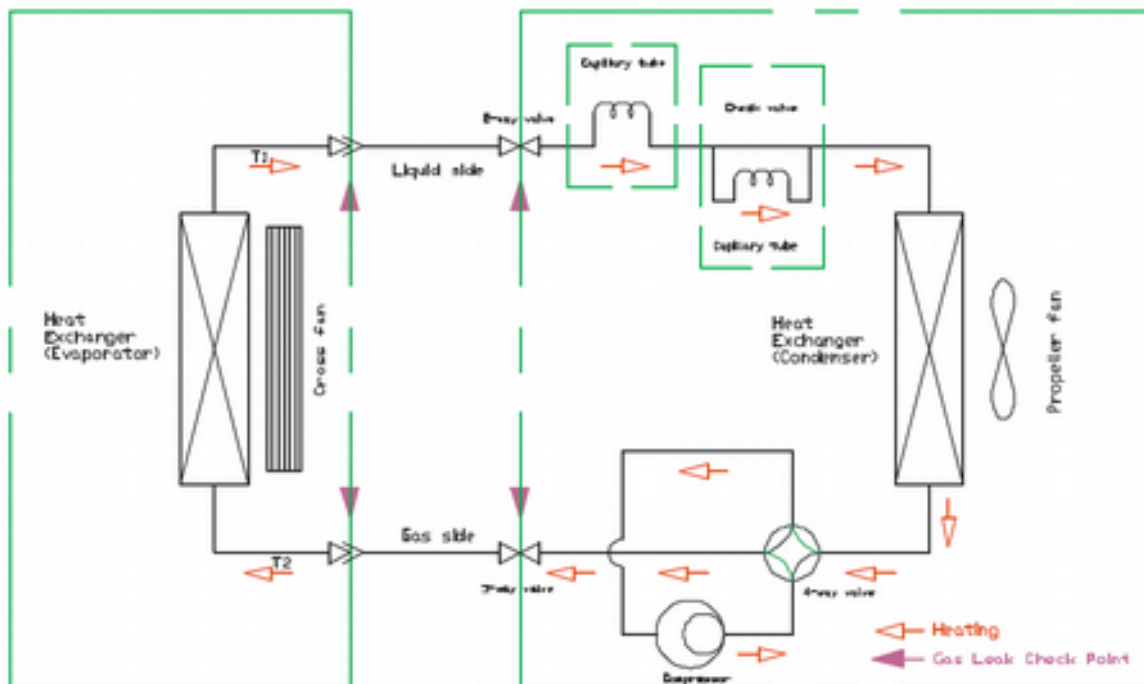 Capillary tube
Check valve
2-way valve
T1
Liquid side
Capillary tube
Heat
Exchanger
(Evaporator)
Cross fan
Heat
Exchanger
(Condenser)
Propeller fan
Gas side
T2
3-way valve
4-way valve
Compressor
Heating
Gas Leak Check Point